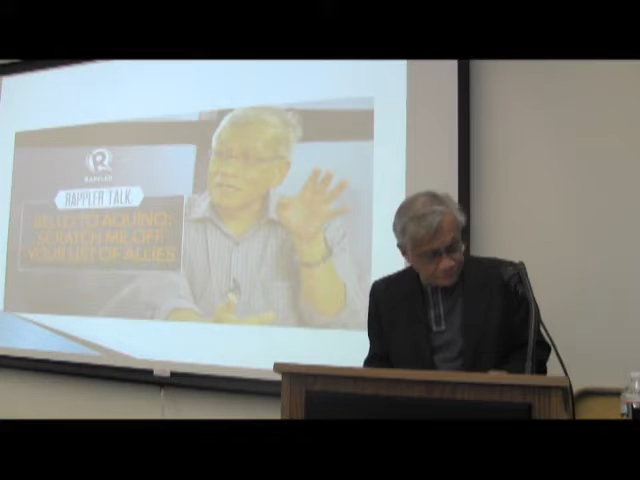 R
RAPPLER
RAPPLER TALK
BELLO TO AQUINO:
SCRATCH ME OFF
YOUR LIST OF ALLIES